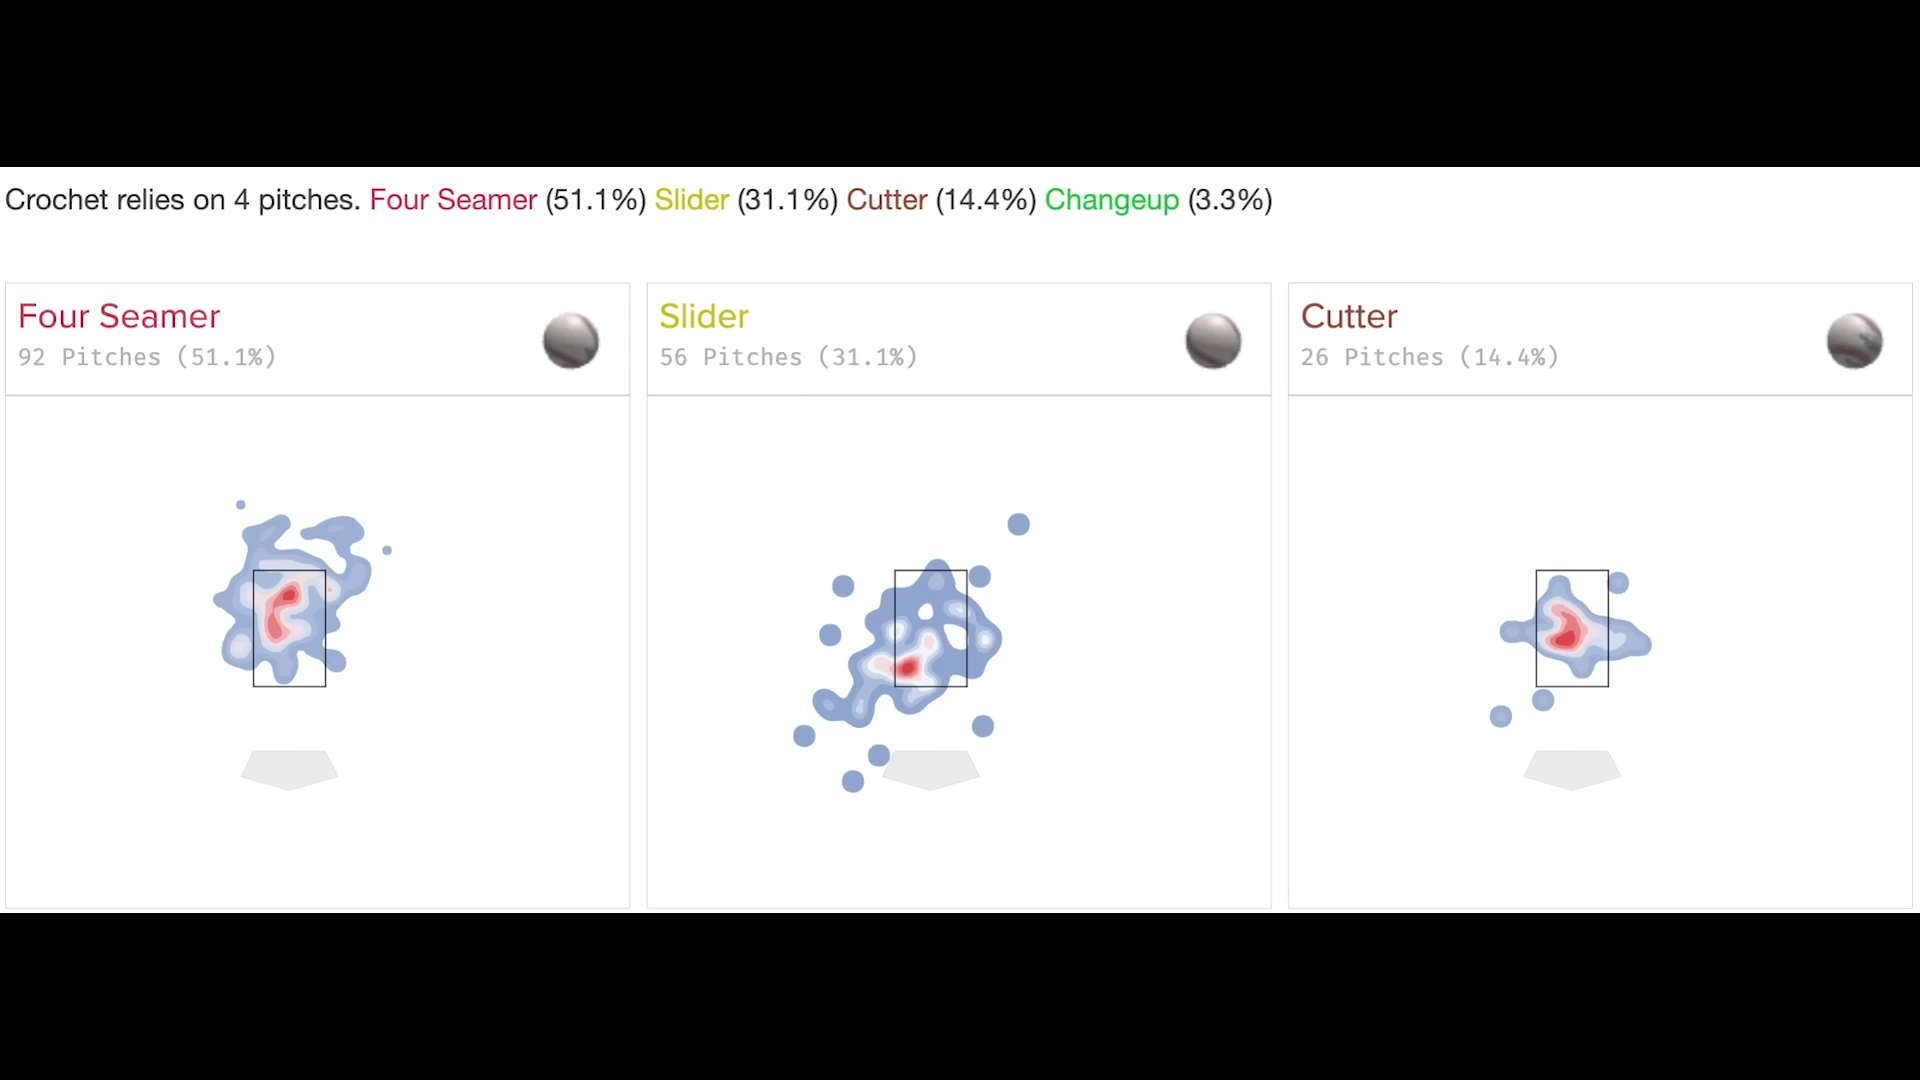 Crochet relies on 4 pitches. Four Seamer (51.1%) Slider (31.1%) Cutter (14.4%) Changeup (3.3%)
Four Seamer
92 Pitches (51.1%)
Slider
56 Pitches (31.1%)
Cutter
26 Pitches (14.4%)